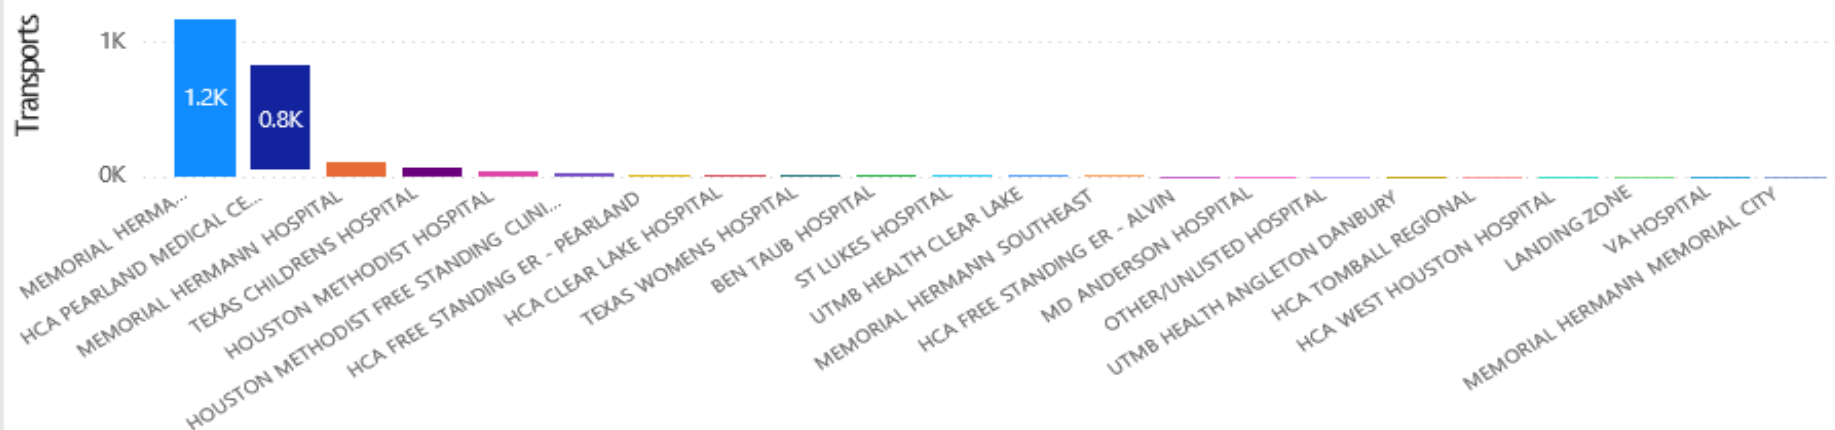 Transports
1K
0K
1.2K
0.8K
MEMORIAL HERMA...
HCA PEARLAND MEDICAL CE...
MEMORIAL HERMANN HOSPITAL
TEXAS CHILDRENS HOSPITAL
HOUSTON METHODIST HOSPITAL
HOUSTON METHODIST FREE STANDING CLINI...
HCA FREE STANDING ER - PEARLAND
HCA CLEAR LAKE HOSPITAL
TEXAS WOMENS HOSPITAL
BEN TAUB HOSPITAL
ST LUKES HOSPITAL
UTMB HEALTH CLEAR LAKE
MEMORIAL HERMANN SOUTHEAST
HCA FREE STANDING ER - ALVIN
MD ANDERSON HOSPITAL
OTHER/UNLISTED HOSPITAL
UTMB HEALTH ANGLETON DANBURY
HCA TOMBALL REGIONAL
HCA WEST HOUSTON HOSPITAL
LANDING ZONE
VA HOSPITAL
MEMORIAL HERMANN MEMORIAL CITY